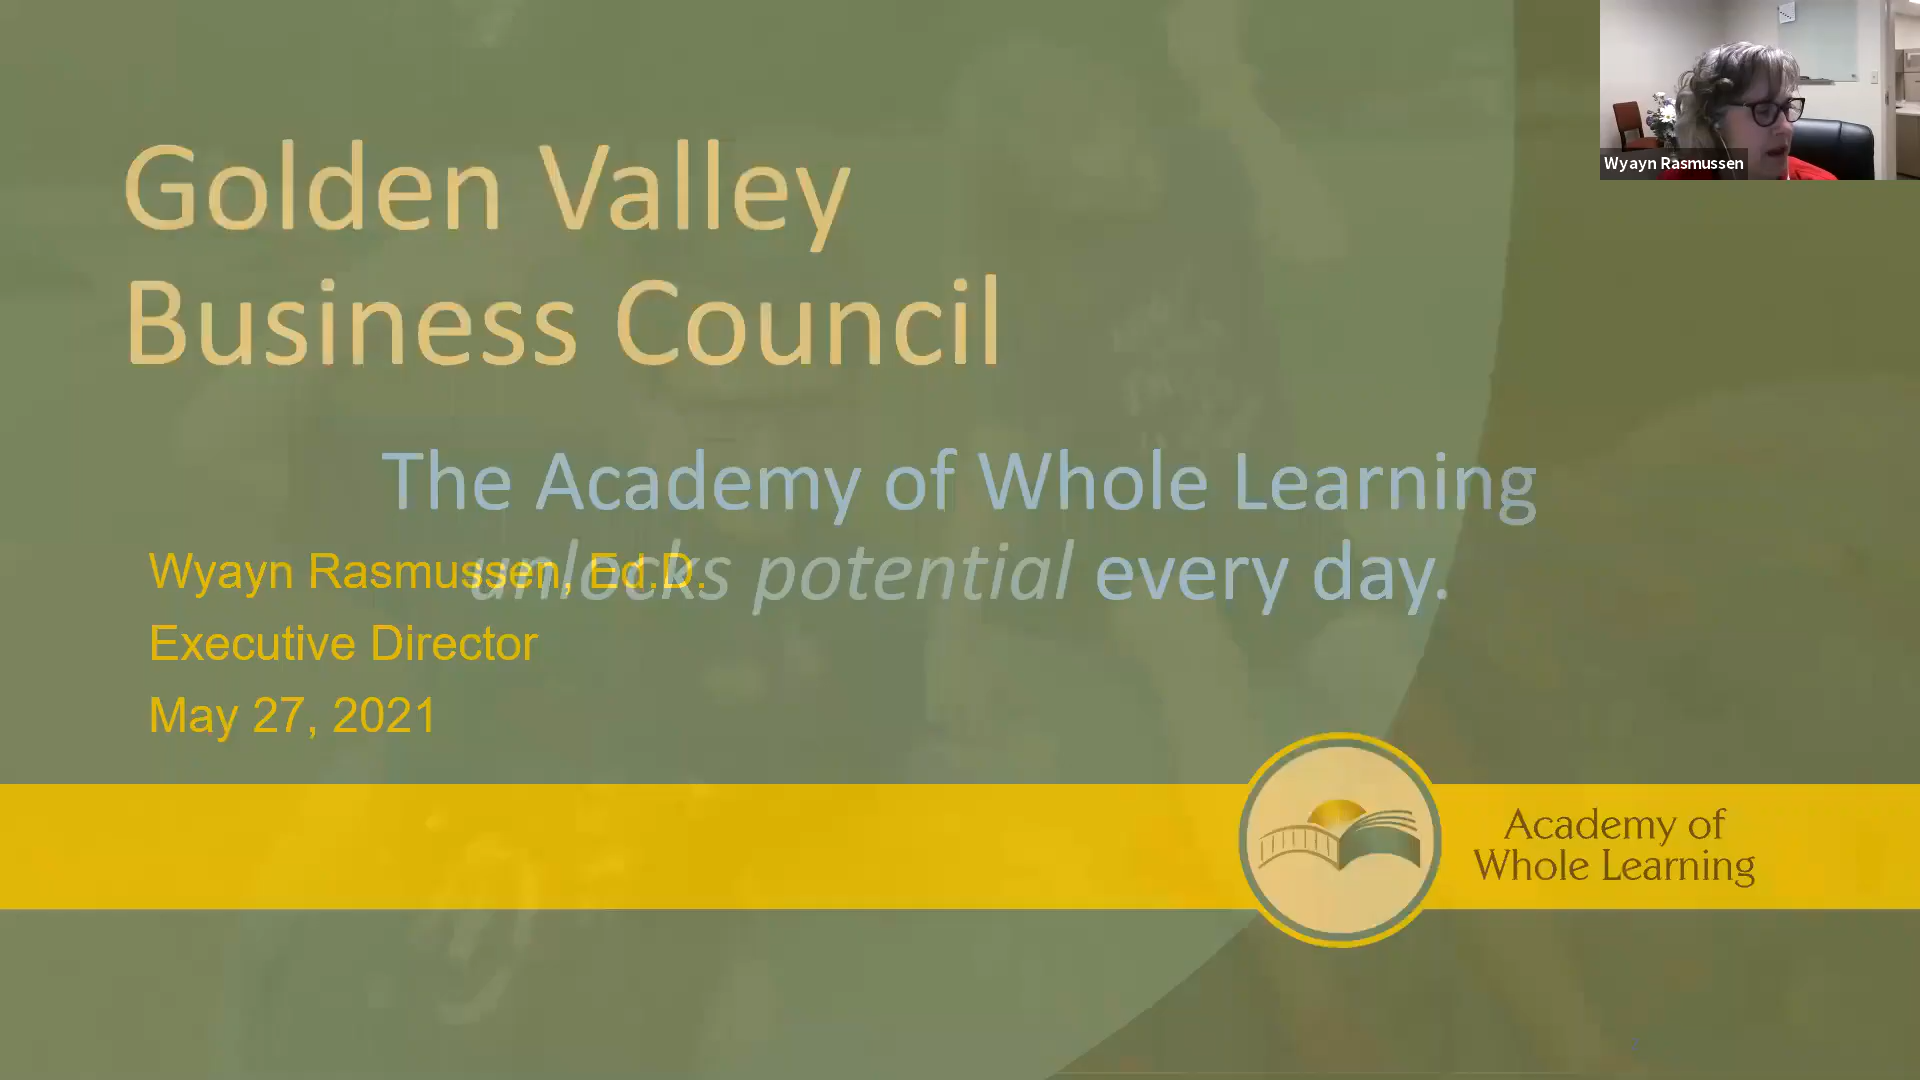 Wyayn Rasmussen
Golden Valley
Business Council
The Academy of Whole Learning
unlocks potential every day.
Wyayn Rasmussen, Ed.D.
Executive Director
May 27, 2021
Academy of
Whole Learning